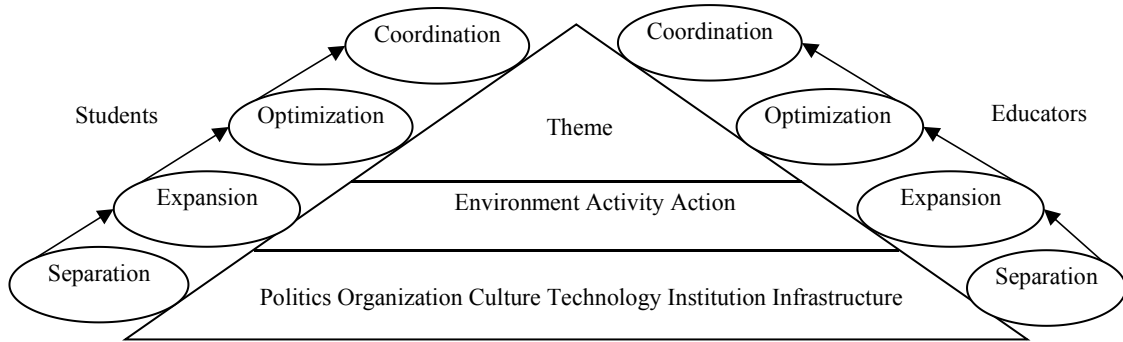 Coordination
Coordination
Students
Optimization
Theme
Optimization
Educators
Expansion
Environment Activity Action
Expansion
Separation
Politics Organization Culture Technology Institution Infrastructure
Separation